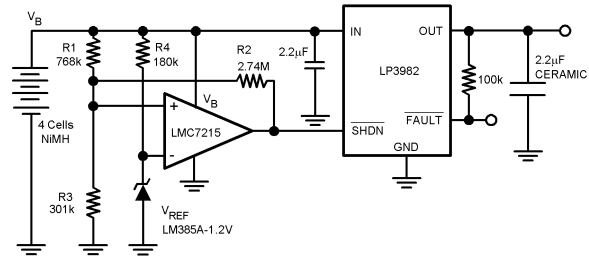 VB
R1
768k
R4
180k
R2
2.74M
2.2µF
IN
OUT
LP3982
SHDN
FAULT
GND
100k
2.2µF
CERAMIC
VB
+
-
LMC7215
4 Cells
NiMH
R3
301k
VREF
LM385A-1.2V